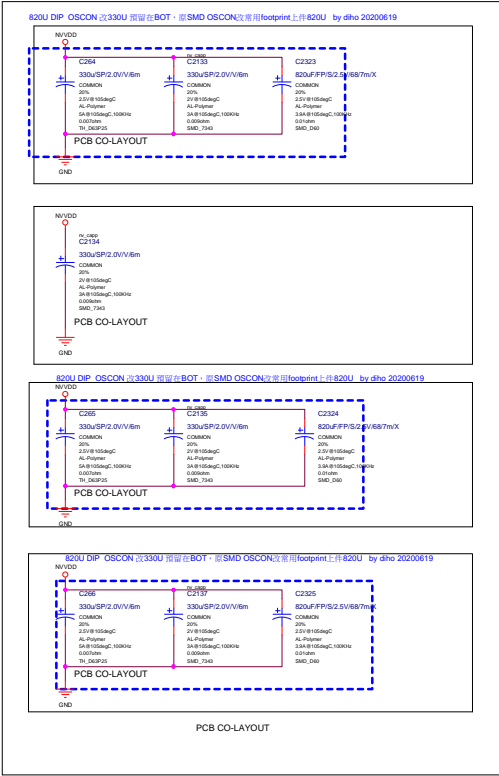 820U DIP OSCON 改330U 預留在BOT，原SMD OSCON改常用footprint上件820U by diho 20200619
NVVDD
nv_capp
C264 C2133 C2323
330u/SP/2.0V/V/6m 330u/SP/2.0V/V/6m 820uF/FP/S/2.5V/68/7m/X
COMMON COMMON COMMON
20% 20% 20%
2.5V@105degC 2V@105degC 2.5V@105degC
AL-Polymer AL-Polymer AL-Polymer
5A@105degC,100KHz 3A@105degC,100KHz 3.9A@105degC,100KHz
0.007ohm 0.009ohm 0.01ohm
TH_D63P25 SMD_7343 SMD_D60
PCB CO-LAYOUT
GND
NVVDD
nv_capp
C2134
330u/SP/2.0V/V/6m
COMMON
20%
2V@105degC
AL-Polymer
3A@105degC,100KHz
0.009ohm
SMD_7343
PCB CO-LAYOUT
GND
820U DIP OSCON 改330U 預留在BOT，原SMD OSCON改常用footprint上件820U by diho 20200619
NVVDD
nv_capp
C265 C2135 C2324
330u/SP/2.0V/V/6m 330u/SP/2.0V/V/6m 820uF/FP/S/2.5V/68/7m/X
COMMON COMMON COMMON
20% 20% 20%
2.5V@105degC 2V@105degC 2.5V@105degC
AL-Polymer AL-Polymer AL-Polymer
5A@105degC,100KHz 3A@105degC,100KHz 3.9A@105degC,100KHz
0.007ohm 0.009ohm 0.01ohm
TH_D63P25 SMD_7343 SMD_D60
PCB CO-LAYOUT
GND
820U DIP OSCON 改330U 預留在BOT，原SMD OSCON改常用footprint上件820U by diho 20200619
NVVDD
nv_capp
C266 C2137 C2325
330u/SP/2.0V/V/6m 330u/SP/2.0V/V/6m 820uF/FP/S/2.5V/68/7m/X
COMMON COMMON COMMON
20% 20% 20%
2.5V@105degC 2V@105degC 2.5V@105degC
AL-Polymer AL-Polymer AL-Polymer
5A@105degC,100KHz 3A@105degC,100KHz 3.9A@105degC,100KHz
0.007ohm 0.009ohm 0.01ohm
TH_D63P25 SMD_7343 SMD_D60
PCB CO-LAYOUT
GND
PCB CO-LAYOUT